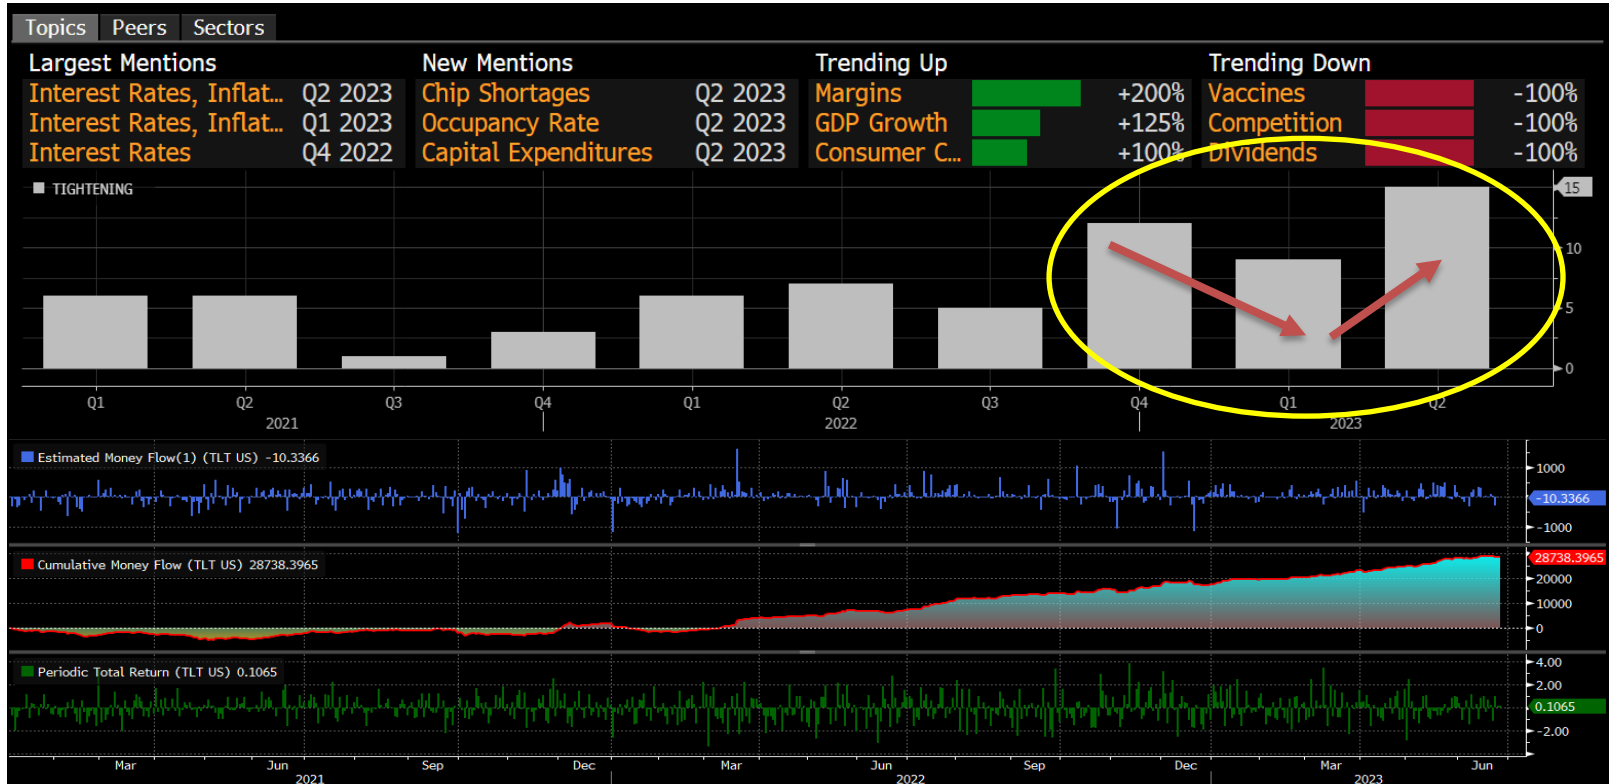 Topics Peers Sectors
Largest Mentions New Mentions Trending Up Trending Down
Interest Rates, Inflat... Q2 2023 Chip Shortages Q2 2023 Margins +200% Vaccines -100%
Interest Rates, Inflat... Q1 2023 Occupancy Rate Q2 2023 GDP Growth +125% Competition -100%
Interest Rates Q4 2022 Capital Expenditures Q2 2023 Consumer C... +100% Dividends -100%
TIGHTENING
15
10
5
0
Q1 Q2 Q3 Q4 Q1 Q2 Q3 Q4 Q1 Q2
2021 2022 2023
Estimated Money Flow(1) (TLT US) -10.3366
1000
-10.3366
-1000
Cumulative Money Flow (TLT US) 28738.3965
28738.3965
20000
10000
0
Periodic Total Return (TLT US) 0.1065
4.00
2.00
0.1065
-2.00
Mar Jun Sep Dec Mar Jun Sep Dec Mar Jun
2021 2022 2023